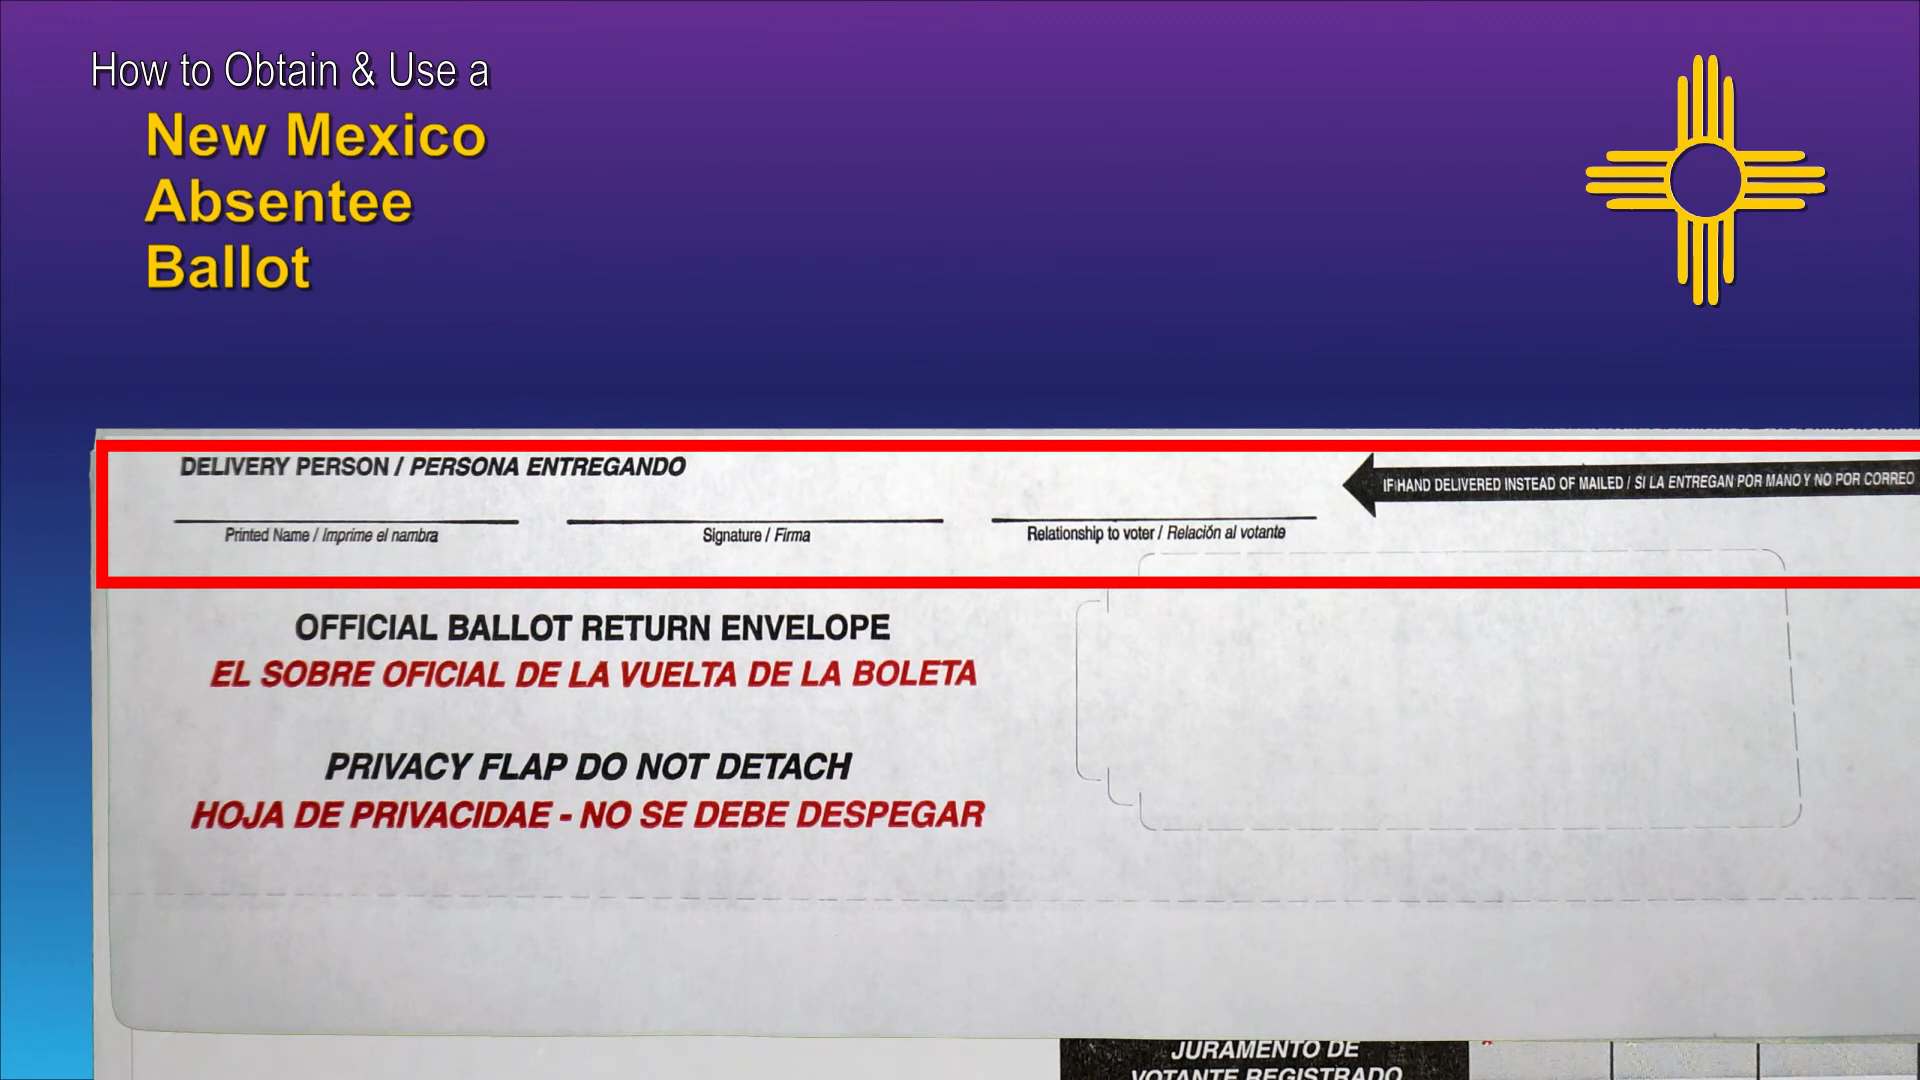 How to Obtain & Use a
New Mexico
Absentee
Ballot
DELIVERY PERSON / PERSONA ENTREGANDO
IF HAND DELIVERED INSTEAD OF MAILED / SI LA ENTREGAN POR MANO Y NO POR CORREO
Printed Name / Imprime el nambra
Signature / Firma
Relationship to voter / Relación al votante
OFFICIAL BALLOT RETURN ENVELOPE
EL SOBRE OFICIAL DE LA VUELTA DE LA BOLETA
PRIVACY FLAP DO NOT DETACH
HOJA DE PRIVACIDAE - NO SE DEBE DESPEGAR
JURAMENTO DE
VOTANTE REGISTRADO